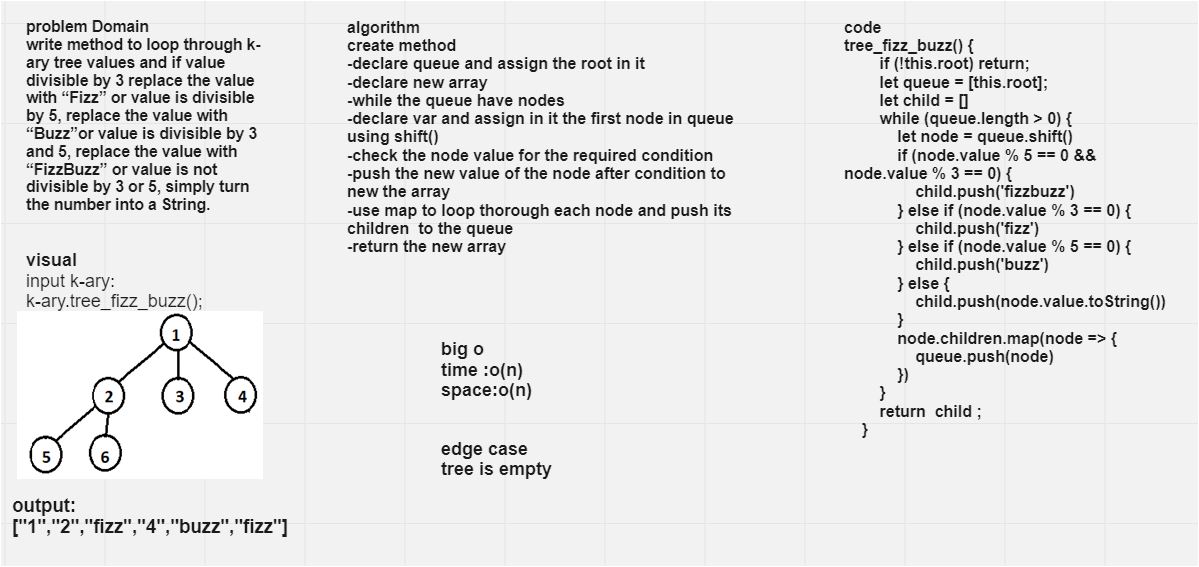 problem Domain
write method to loop through k-
ary tree values and if value
divisible by 3 replace the value
with “Fizz” or value is divisible
by 5, replace the value with
“Buzz”or value is divisible by 3
and 5, replace the value with
“FizzBuzz” or value is not
divisible by 3 or 5, simply turn
the number into a String.
visual
input k-ary:
k-ary.tree_fizz_buzz();
1
2
3
4
5
6
output:
["1","2","fizz","4","buzz","fizz"]
algorithm
create method
-declare queue and assign the root in it
-declare new array
-while the queue have nodes
-declare var and assign in it the first node in queue
using shift()
-check the node value for the required condition
-push the new value of the node after condition to
new the array
-use map to loop thorough each node and push its
children  to the queue
-return the new array
big o
time :o(n)
space:o(n)
edge case
tree is empty
code
tree_fizz_buzz() {
if (!this.root) return;
let queue = [this.root];
let child = []
while (queue.length > 0) {
let node = queue.shift()
if (node.value % 5 == 0 &&
node.value % 3 == 0) {
child.push('fizzbuzz')
} else if (node.value % 3 == 0) {
child.push('fizz')
} else if (node.value % 5 == 0) {
child.push('buzz')
} else {
child.push(node.value.toString())
}
node.children.map(node => {
queue.push(node)
})
}
return  child ;
}